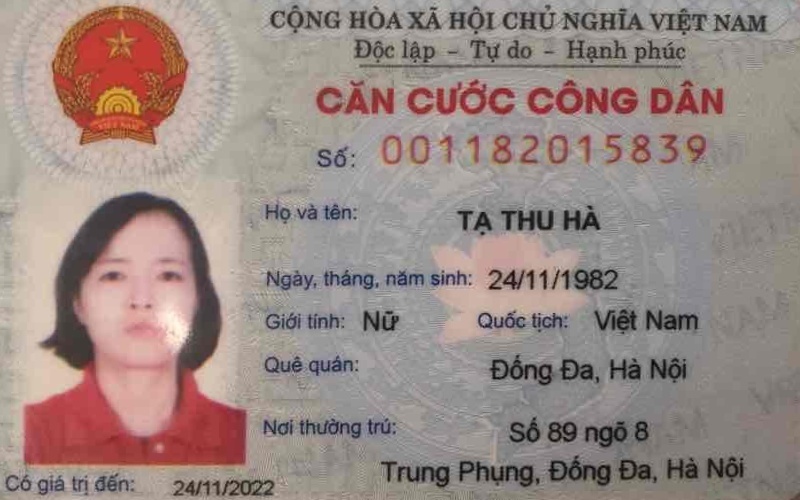 CỘNG HÒA XÃ HỘI CHỦ NGHĨA VIỆT NAM
Độc lập - Tự do - Hạnh phúc
CĂN CƯỚC CÔNG DÂN
Số: 001182015839
Họ và tên: TẠ THU HÀ
Ngày, tháng, năm sinh: 24/11/1982
Giới tính: Nữ Quốc tịch: Việt Nam
Quê quán: Đống Đa, Hà Nội
Nơi thường trú: Số 89 ngõ 8
Trung Phụng, Đống Đa, Hà Nội
Có giá trị đến: 24/11/2022